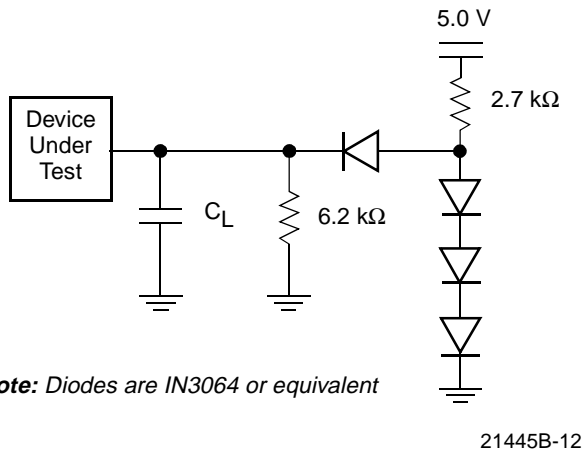 5.0 V
2.7 kΩ
Device
Under
Test
CL
6.2 kΩ
ote: Diodes are IN3064 or equivalent
21445B-12